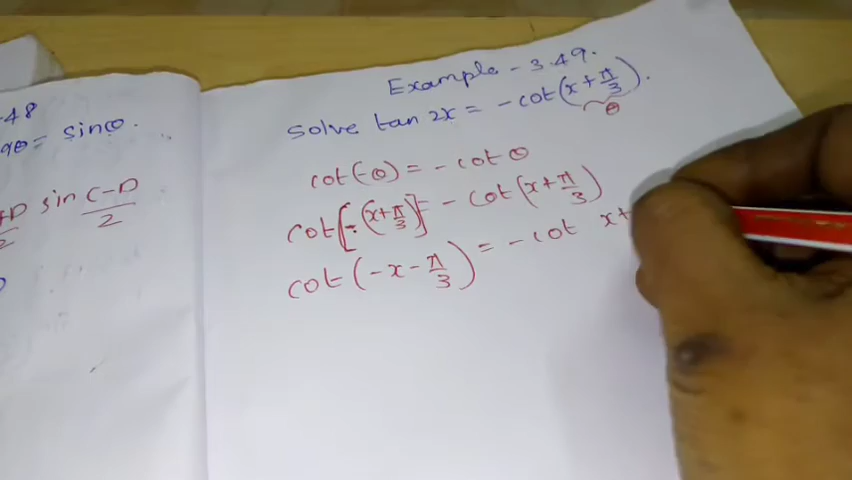 48
= sinθ.
sin C-D/2
Example - 3.49.
Solve tan 2x = -cot(x+π/3).
θ
cot(-θ) = - cot θ
cot[-(x+π/3)] = - cot(x+π/3)
cot(-x-π/3) = -cot x+